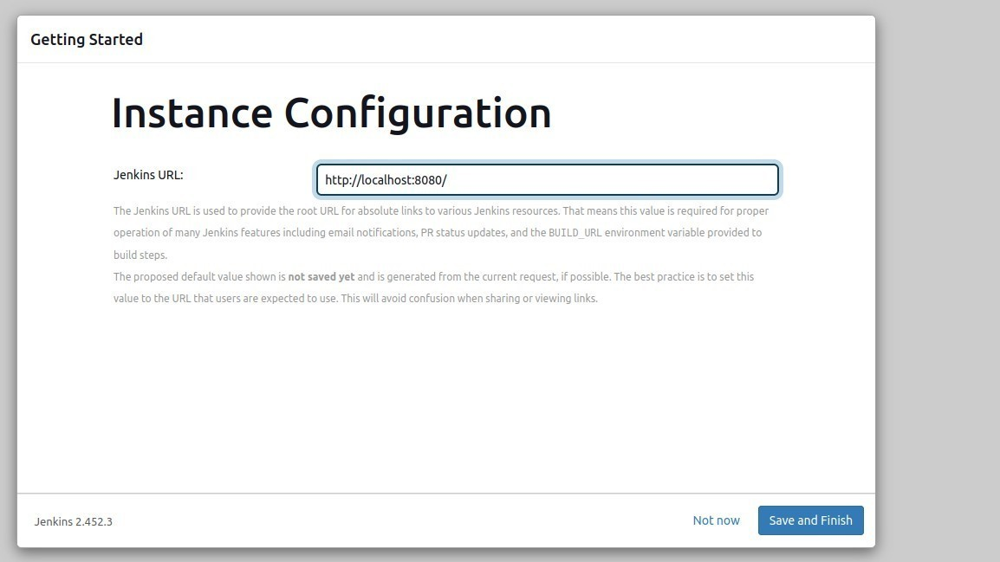 Getting Started
Instance Configuration
Jenkins URL:
http://localhost:8080/
The Jenkins URL is used to provide the root URL for absolute links to various Jenkins resources. That means this value is required for proper
operation of many Jenkins features including email notifications, PR status updates, and the BUILD_URL environment variable provided to
build steps.
The proposed default value shown is not saved yet and is generated from the current request, if possible. The best practice is to set this
value to the URL that users are expected to use. This will avoid confusion when sharing or viewing links.
Jenkins 2.452.3
Not now
Save and Finish